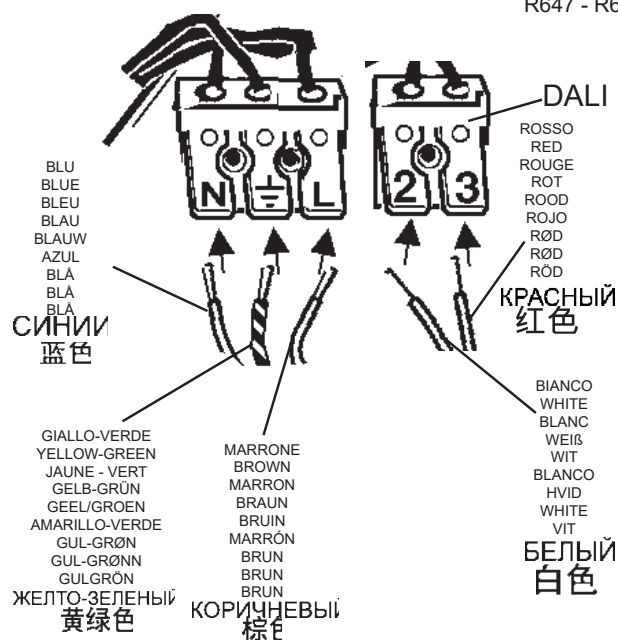 R647 - R6
DALI
N L
2 3
BLU
BLUE
BLEU
BLAU
BLAUW
AZUL
BLÅ
BLÅ
BLÅ
СИНИИ
蓝色
ROSSO
RED
ROUGE
ROT
ROOD
ROJO
RØD
RØD
RÖD
КРАСНЫЙ
红色
GIALLO-VERDE
YELLOW-GREEN
JAUNE - VERT
GELB-GRÜN
GEEL/GROEN
AMARILLO-VERDE
GUL-GRØN
GUL-GRØNN
GULGRÖN
ЖЕЛТО-ЗЕЛЕНЫЙ
黄绿色
MARRONE
BROWN
MARRON
BRAUN
BRUIN
MARRÓN
BRUN
BRUN
BRUN
КОРИЧНЕВЫЙ
棕色
BIANCO
WHITE
BLANC
WEIß
WIT
BLANCO
HVID
WHITE
VIT
БЕЛЫЙ
白色